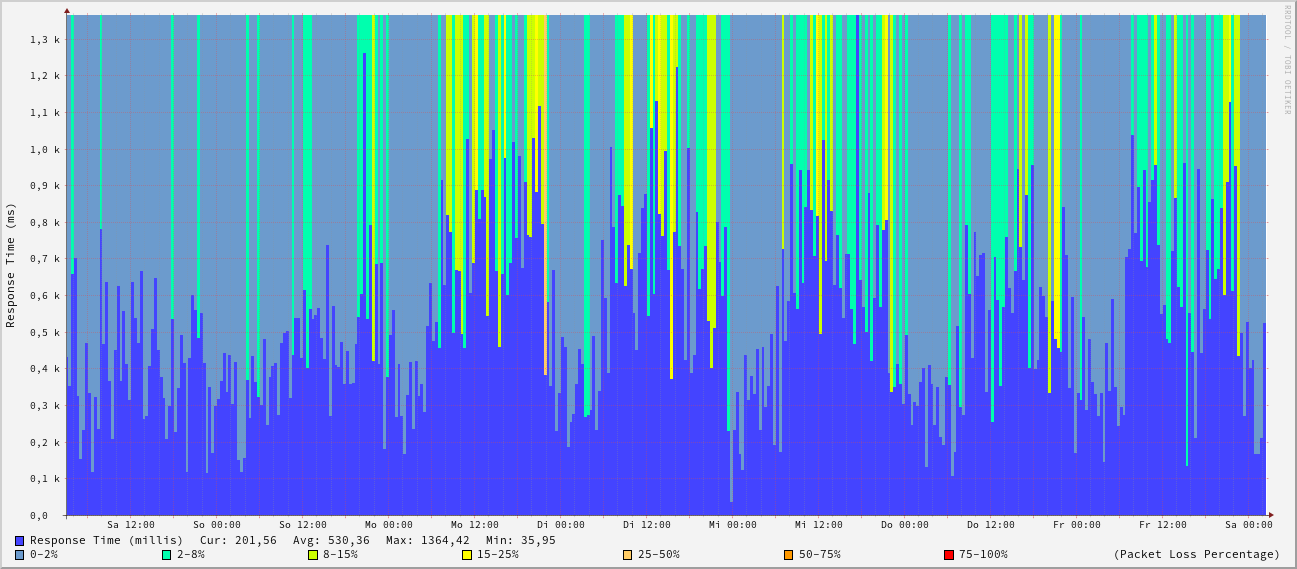 RRDTOOL / TOBI OETIKER
Response Time (ms)
1,3 k
1,2 k
1,1 k
1,0 k
0,9 k
0,8 k
0,7 k
0,6 k
0,5 k
0,4 k
0,3 k
0,2 k
0,1 k
0,0
Sa 12:00 So 00:00 So 12:00 Mo 00:00 Mo 12:00 Di 00:00 Di 12:00 Mi 00:00 Mi 12:00 Do 00:00 Do 12:00 Fr 00:00 Fr 12:00 Sa 00:00
Response Time (millis) Cur: 201,56 Avg: 530,36 Max: 1364,42 Min: 35,95
0-2% 2-8% 8-15% 15-25% 25-50% 50-75% 75-100% (Packet Loss Percentage)